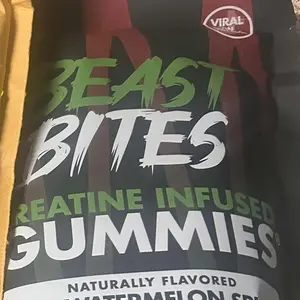 VIRAL
BEAST
BITES
REATINE INFUSED
GUMMIES
NATURALLY FLAVORED
WATERMELON